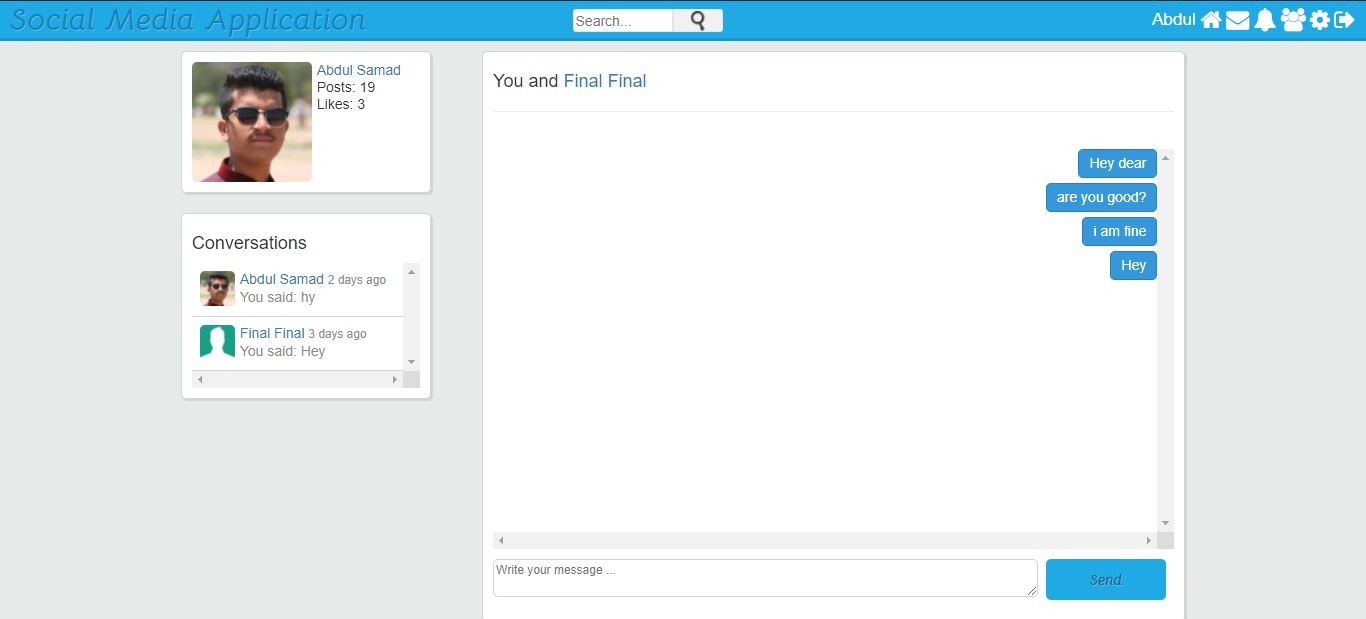 Social Media Application
Search...
Abdul
Abdul Samad
Posts: 19
Likes: 3
Conversations
Abdul Samad 2 days ago
You said: hy
Final Final 3 days ago
You said: Hey
You and Final Final
Hey dear
are you good?
i am fine
Hey
Write your message ...
Send